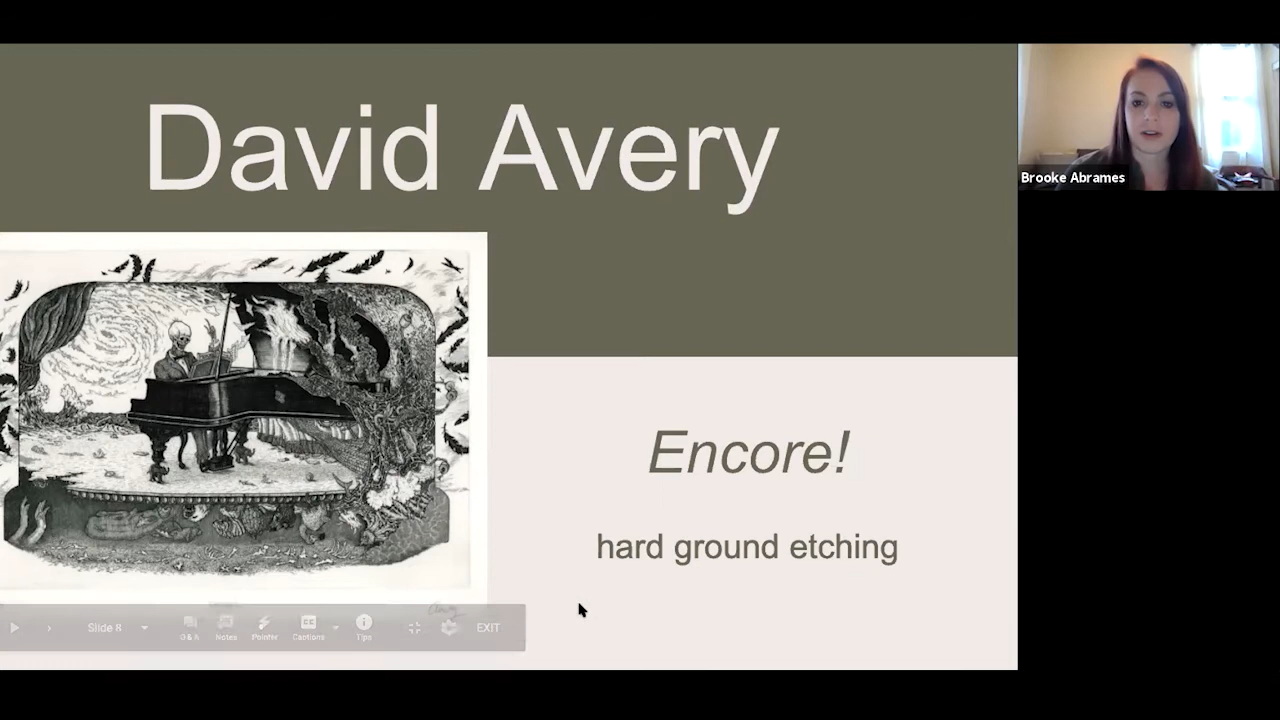 David Avery
Brooke Abrames
Encore!
hard ground etching
Slide 8
Q & A
Notes
Pointer
Captions
Tips
EXIT